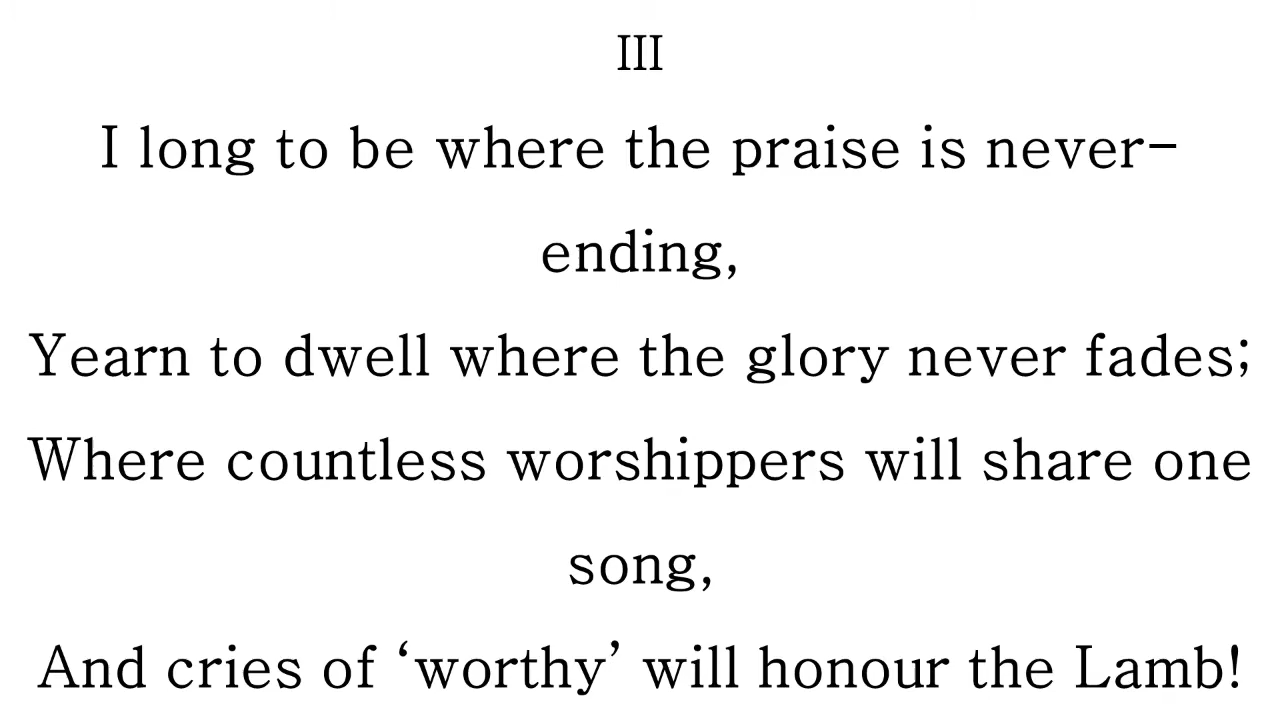 III
I long to be where the praise is never-
ending,
Yearn to dwell where the glory never fades;
Where countless worshippers will share one
song,
And cries of ‘worthy’ will honour the Lamb!